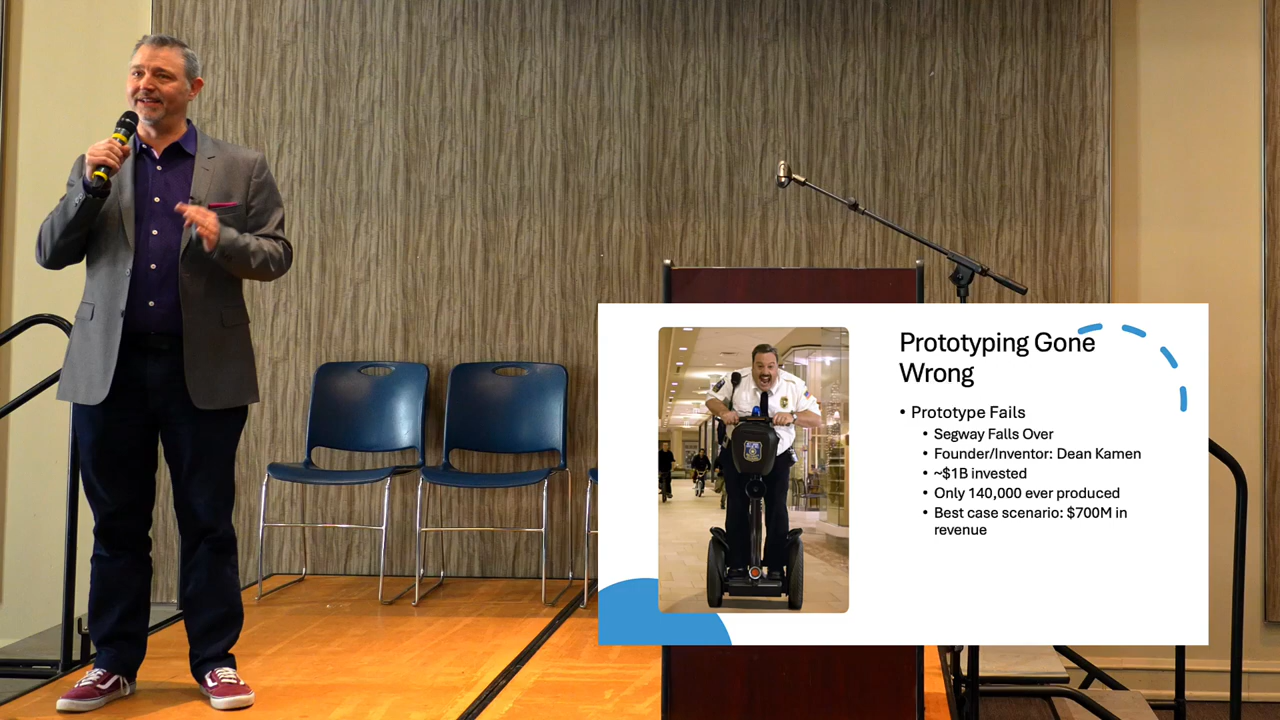 Prototyping Gone
Wrong
• Prototype Fails
• Segway Falls Over
• Founder/Inventor: Dean Kamen
• ~$1B invested
• Only 140,000 ever produced
• Best case scenario: $700M in
revenue